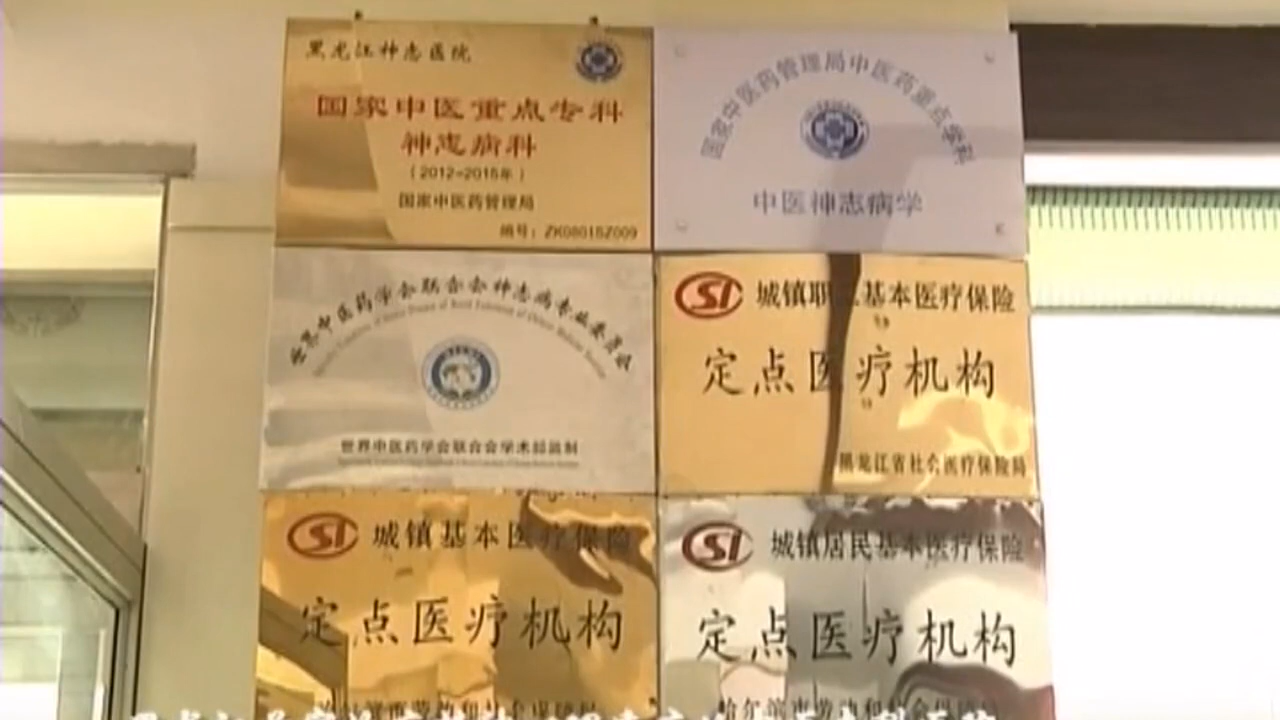 黑龙江神志医院
国家中医重点专科
神志病科
(2012-2015年)
国家中医药管理局
编号:ZK0801SZ009
国家中医药管理局中医药重点学科
中医神志病学
世界中医药学会联合会神志病专业委员会
世界中医药学会联合会学术部监制
SI 城镇职工基本医疗保险
定点医疗机构
黑龙江省社会医疗保险局
SI 城镇基本医疗保险
定点医疗机构
SI 城镇居民基本医疗保险
定点医疗机构